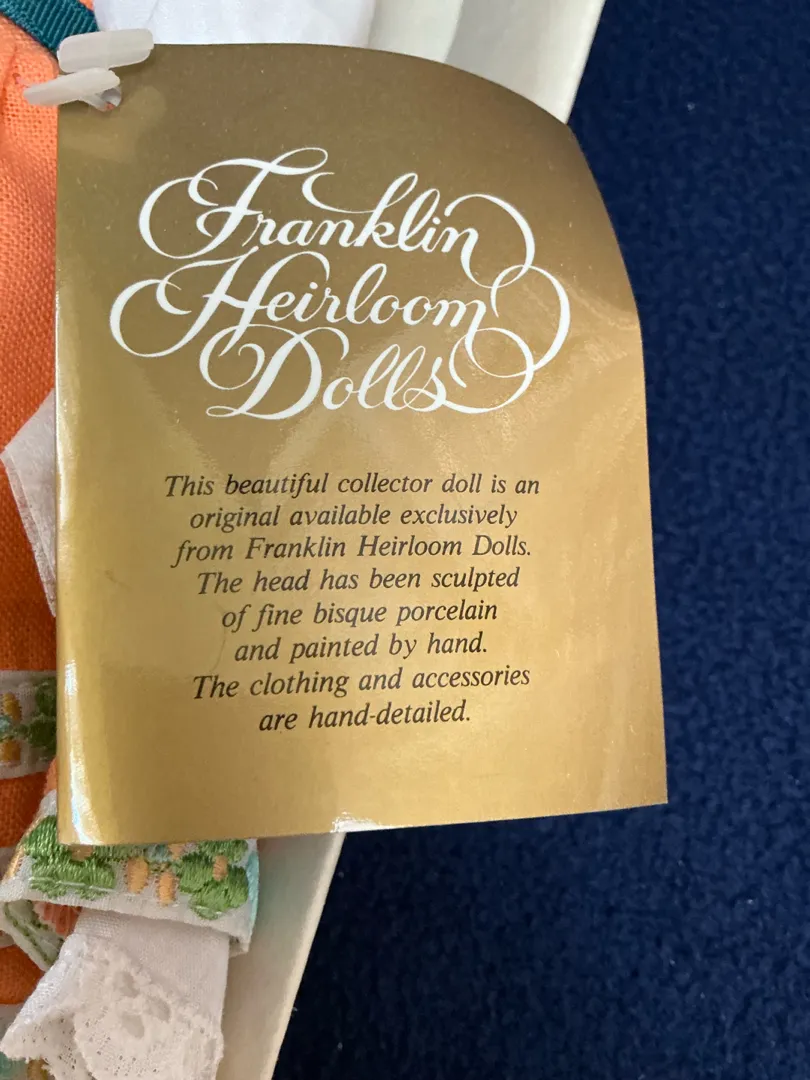 Franklin
Heirloom
Dolls
This beautiful collector doll is an
original available exclusively
from Franklin Heirloom Dolls.
The head has been sculpted
of fine bisque porcelain
and painted by hand.
The clothing and accessories
are hand-detailed.